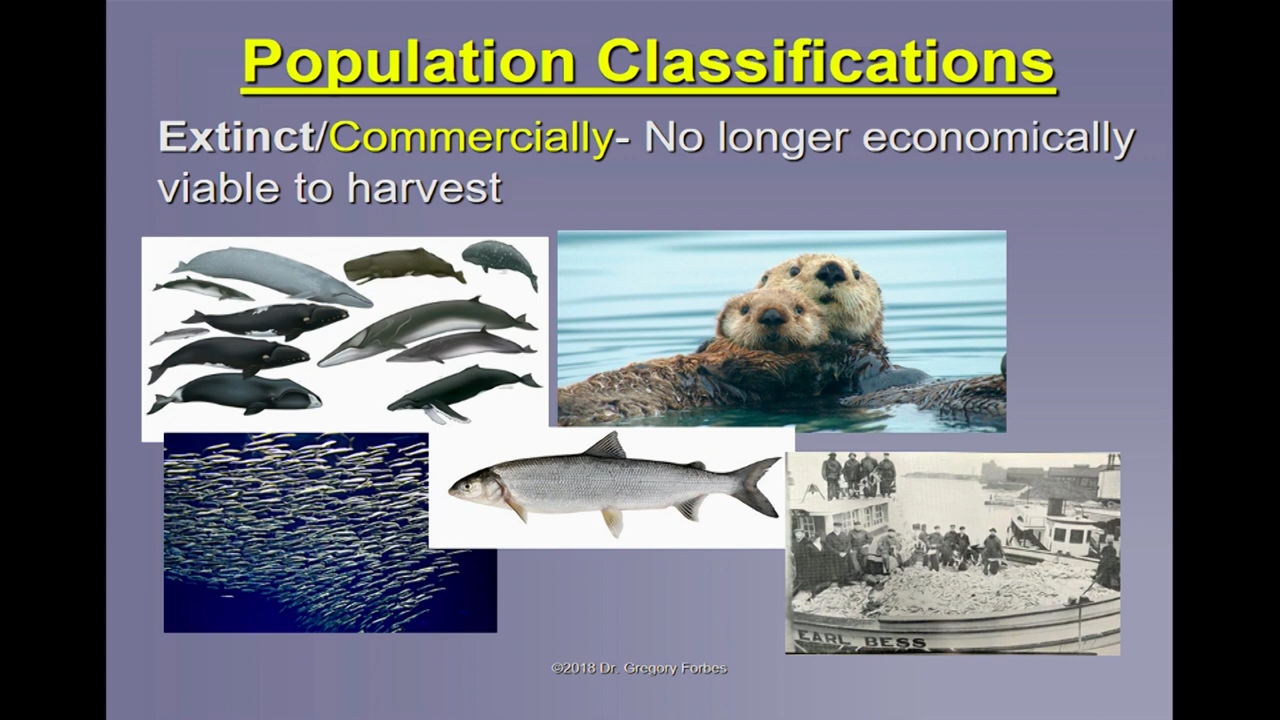 Population Classifications
Extinct/Commercially- No longer economically
viable to harvest
EARL BESS
©2018 Dr. Gregory Forbes